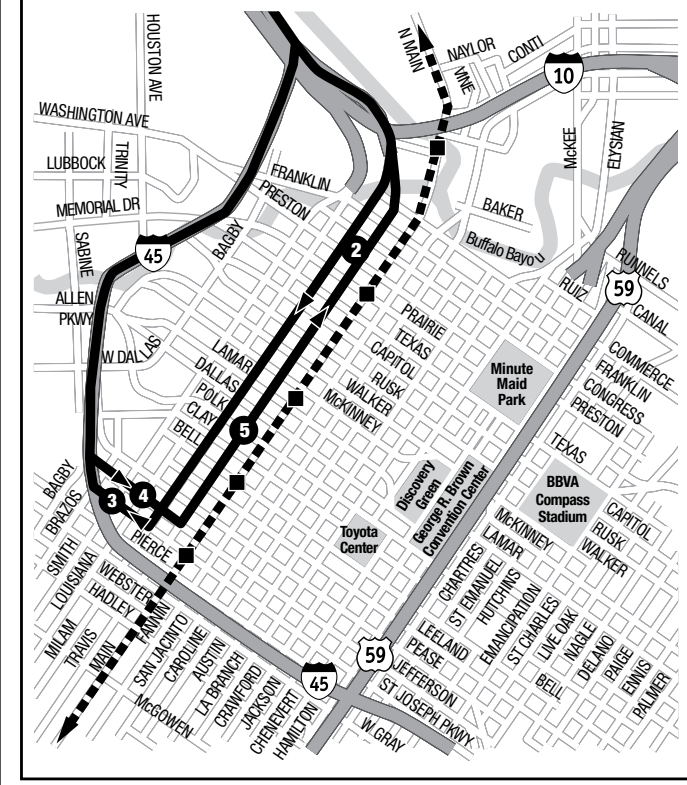 HOUSTON AVE
N MAIN
NAYLOR
CONTI
VINE
10
WASHINGTON AVE
McKEE
ELYSIAN
LUBBOCK
TRINITY
FRANKLIN
PRESTON
MEMORIAL DR
BAKER
SABINE
BAGBY
2
45
Buffalo Bayou
RUNNELS
RUIZ
59
ALLEN
PKWY
CANAL
PRAIRIE
TEXAS
CAPITOL
RUSK
WALKER
McKINNEY
W DALLAS
LAMAR
DALLAS
POLK
CLAY
BELL
Minute
Maid
Park
COMMERCE
FRANKLIN
CONGRESS
PRESTON
5
TEXAS
BAGBY
BRAZOS
3
4
Discovery
Green
George R. Brown
Convention Center
BBVA
Compass
Stadium
CAPITOL
RUSK
WALKER
McKINNEY
LAMAR
PIERCE
Toyota
Center
SMITH
LOUISIANA
WEBSTER
HADLEY
FANNIN
CHARTRES
ST EMANUEL
HUTCHINS
EMANCIPATION
ST CHARLES
LIVE OAK
NAGLE
DELANO
PAIGE
ENNIS
PALMER
MILAM
TRAVIS
MAIN
SAN JACINTO
CAROLINE
AUSTIN
LA BRANCH
CRAWFORD
JACKSON
CHENEVERT
HAMILTON
LEELAND
PEASE
59
JEFFERSON
ST JOSEPH PKWY
BELL
45
McGOWEN
W. GRAY